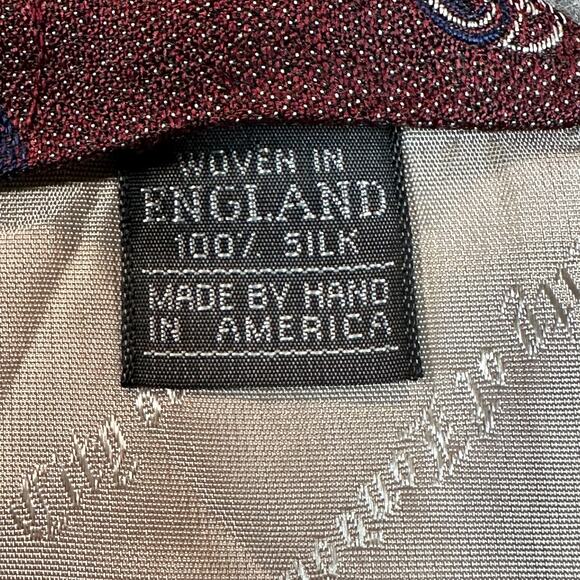 WOVEN IN
ENGLAND
100% SILK
MADE BY HAND
IN AMERICA